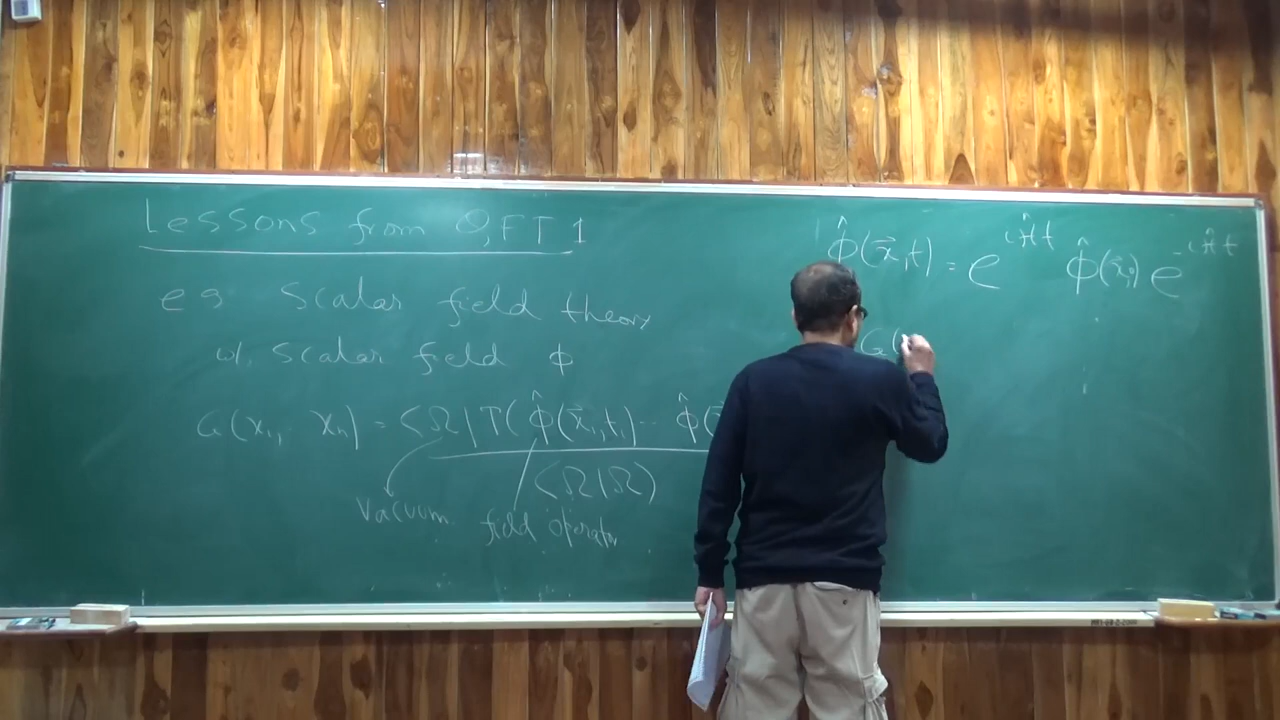 Lessons from QFT 1
eg scalar field theory
w/ scalar field ϕ
G(x₁, xₙ) = <Ω|T(ϕ̂(x⃗₁,t₁)-- ϕ̂(x⃗
<Ω|Ω>
Vacuum field operator
ϕ̂(x⃗,t) = e^{iĤt} ϕ̂(x⃗,0) e^{-iĤt}
G(